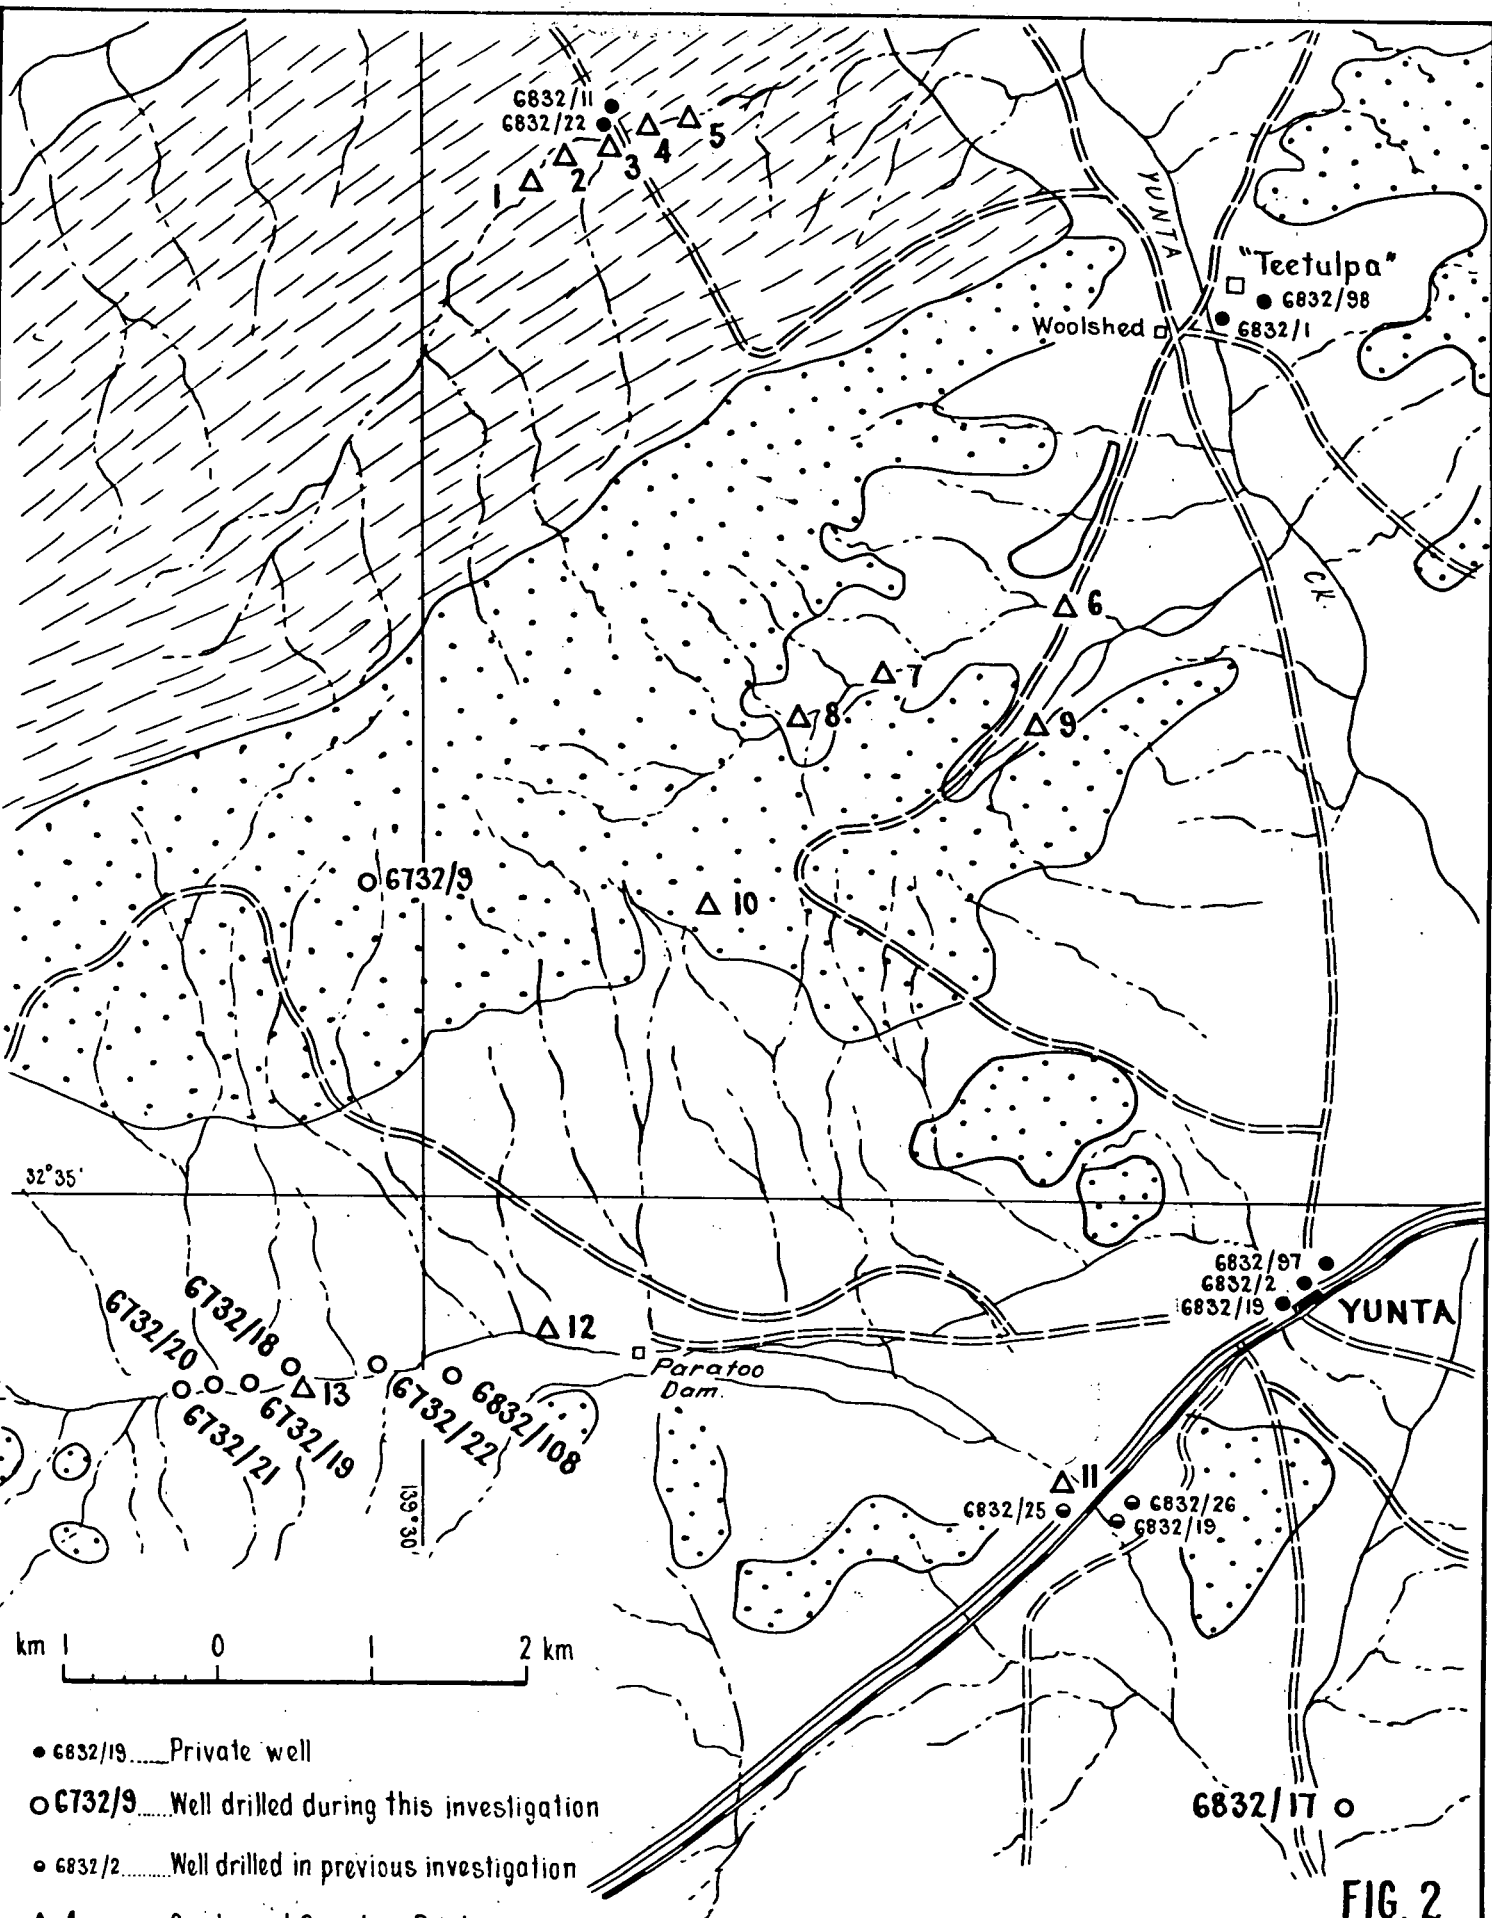 6832/11
6832/22
1
2
3
4
5
YUNTA
"Teetulpa"
6832/98
Woolshed
6832/1
6
CK.
7
8
9
6732/9
10
32°35'
6832/97
6832/2
6832/19
YUNTA
6732/20
6732/18
12
Paratoo
Dam.
13
6732/21
6732/19
6732/22
6832/108
139°30'
11
6832/25
6832/26
6832/19
km 1 0 1 2 km
6832/19......Private well
6732/9......Well drilled during this investigation
6832/2.........Well drilled in previous investigation
6832/17
FIG. 2